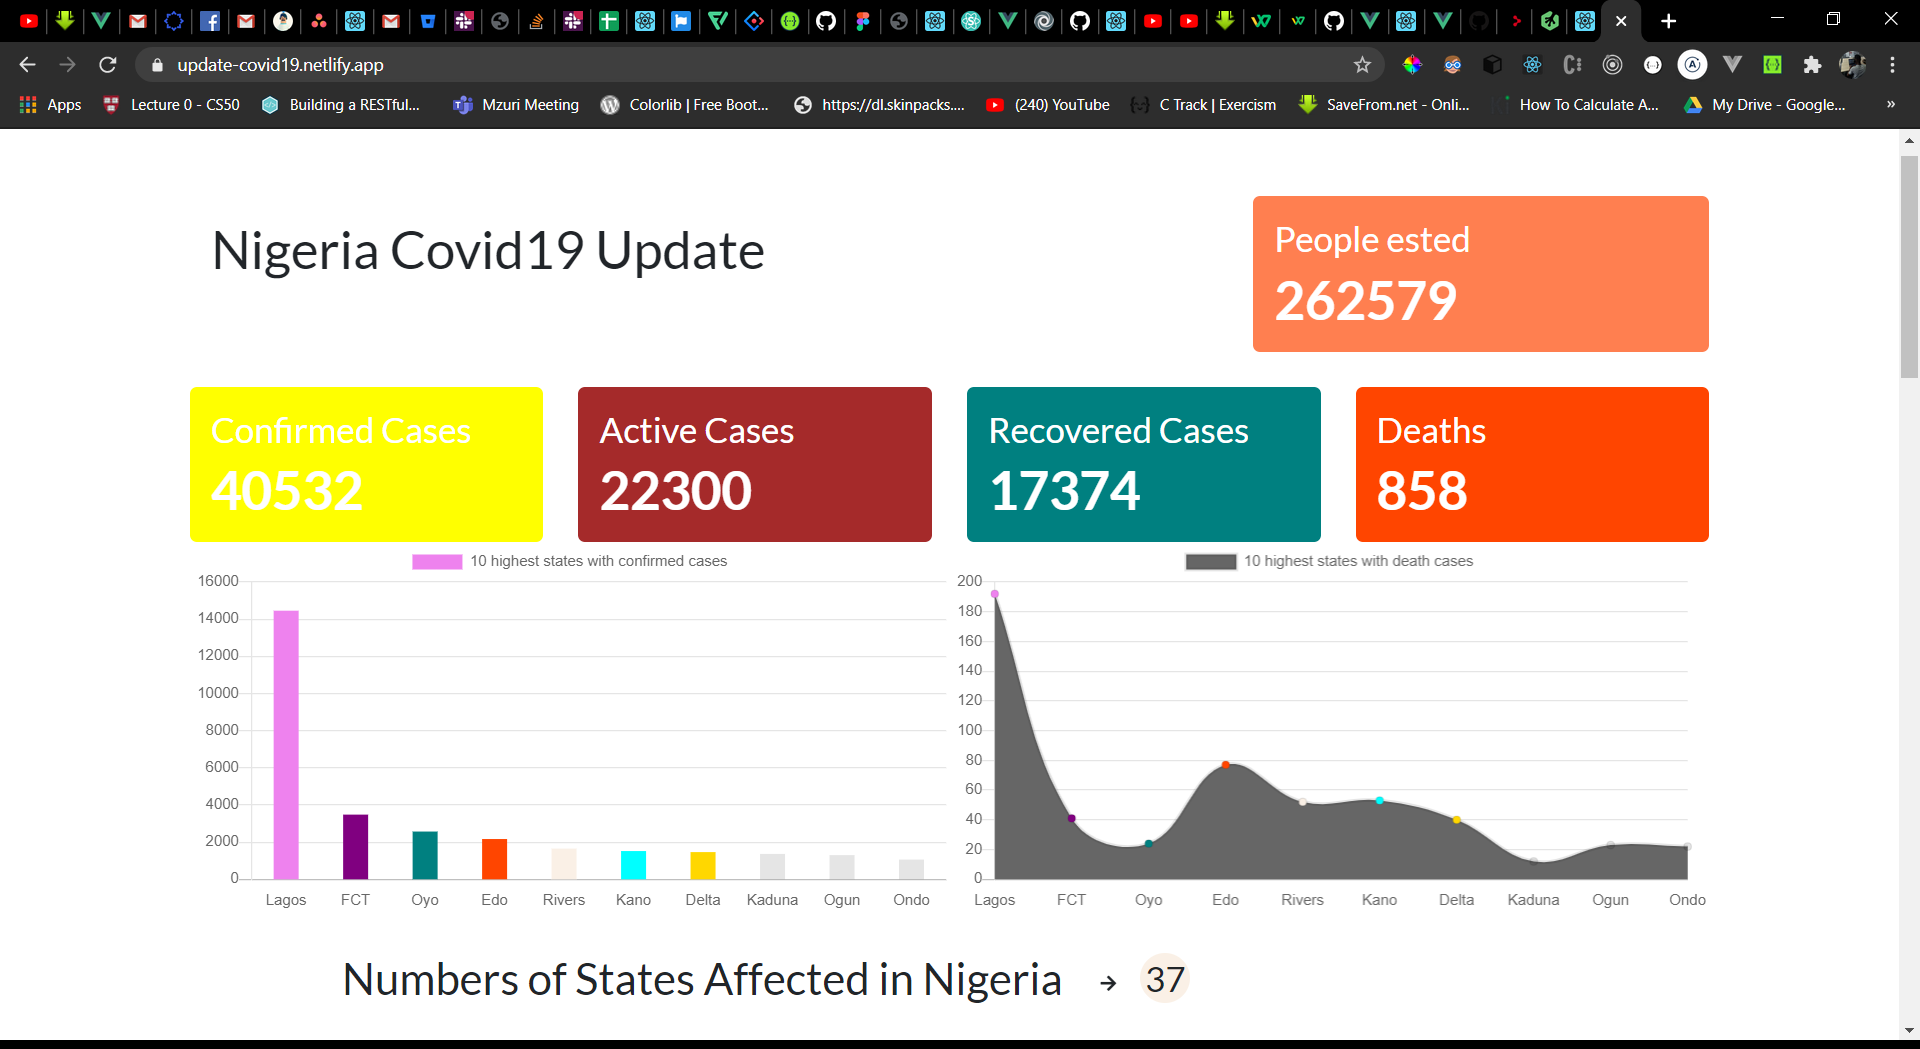 update-covid19.netlify.app
Apps
Lecture 0 - CS50
Building a RESTful...
Mzuri Meeting
Colorlib | Free Boot...
https://dl.skinpacks....
(240) YouTube
C Track | Exercism
SaveFrom.net - Onli...
How To Calculate A...
My Drive - Google...
»
Nigeria Covid19 Update
People ested
262579
Confirmed Cases
40532
Active Cases
22300
Recovered Cases
17374
Deaths
858
10 highest states with confirmed cases
16000
14000
12000
10000
8000
6000
4000
2000
0
Lagos FCT Oyo Edo Rivers Kano Delta Kaduna Ogun Ondo
10 highest states with death cases
200
180
160
140
120
100
80
60
40
20
0
Lagos FCT Oyo Edo Rivers Kano Delta Kaduna Ogun Ondo
Numbers of States Affected in Nigeria → 37